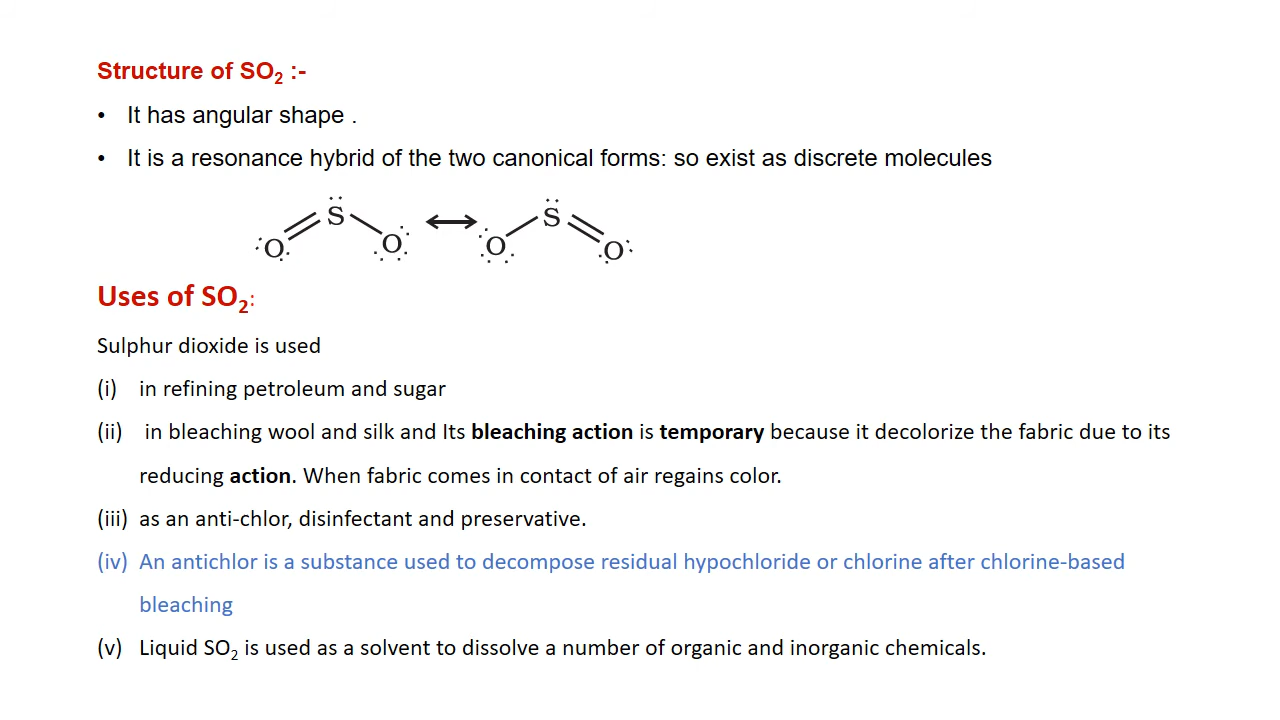 Structure of SO₂ :-
• It has angular shape .
• It is a resonance hybrid of the two canonical forms: so exist as discrete molecules
S S
O O O O
Uses of SO₂:
Sulphur dioxide is used
(i) in refining petroleum and sugar
(ii) in bleaching wool and silk and Its bleaching action is temporary because it decolorize the fabric due to its
reducing action. When fabric comes in contact of air regains color.
(iii) as an anti-chlor, disinfectant and preservative.
(iv) An antichlor is a substance used to decompose residual hypochloride or chlorine after chlorine-based
bleaching
(v) Liquid SO₂ is used as a solvent to dissolve a number of organic and inorganic chemicals.